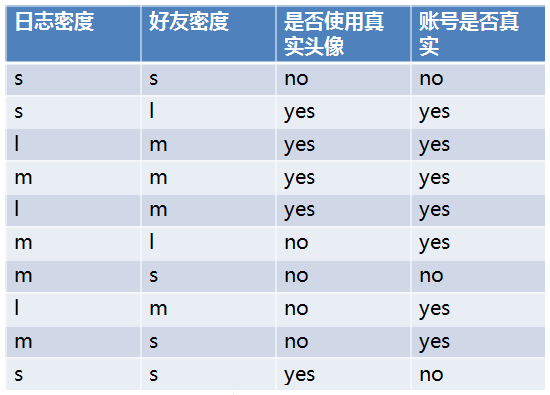 日志密度 好友密度 是否使用真实头像 账号是否真实
s s no no
s l yes yes
l m yes yes
m m yes yes
l m yes yes
m l no yes
m s no no
l m no yes
m s no yes
s s yes no